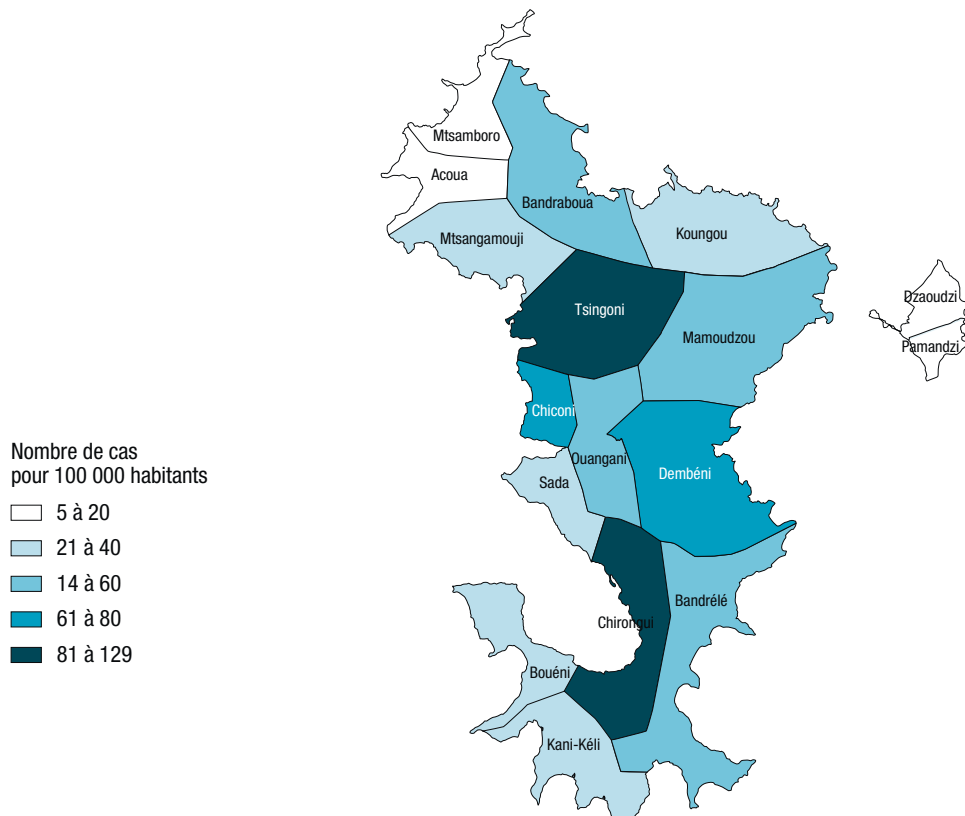 Mtsamboro
Acoua
Bandraboua
Mtsangamouji
Koungou
Tsingoni
Dzaoudzi
Mamoudzou
Pamandzi
Chiconi
Nombre de cas
pour 100 000 habitants
Ouangani
Dembéni
Sada
5 à 20
21 à 40
14 à 60
61 à 80
81 à 129
Bandrélé
Chirongui
Bouéni
Kani-Kéli